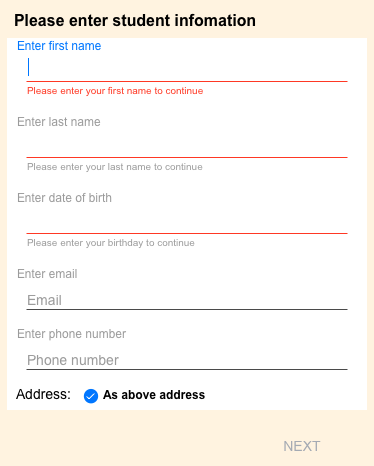 Please enter student infomation
Enter first name
Please enter your first name to continue
Enter last name
Please enter your last name to continue
Enter date of birth
Please enter your birthday to continue
Enter email
Email
Enter phone number
Phone number
Address: As above address
NEXT